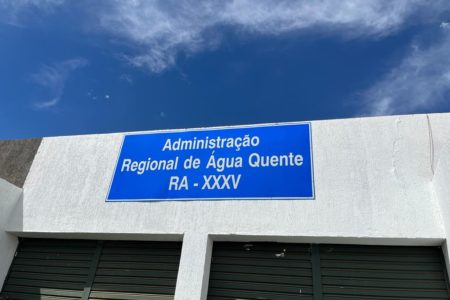 Administração
Regional de Água Quente
RA - XXXV